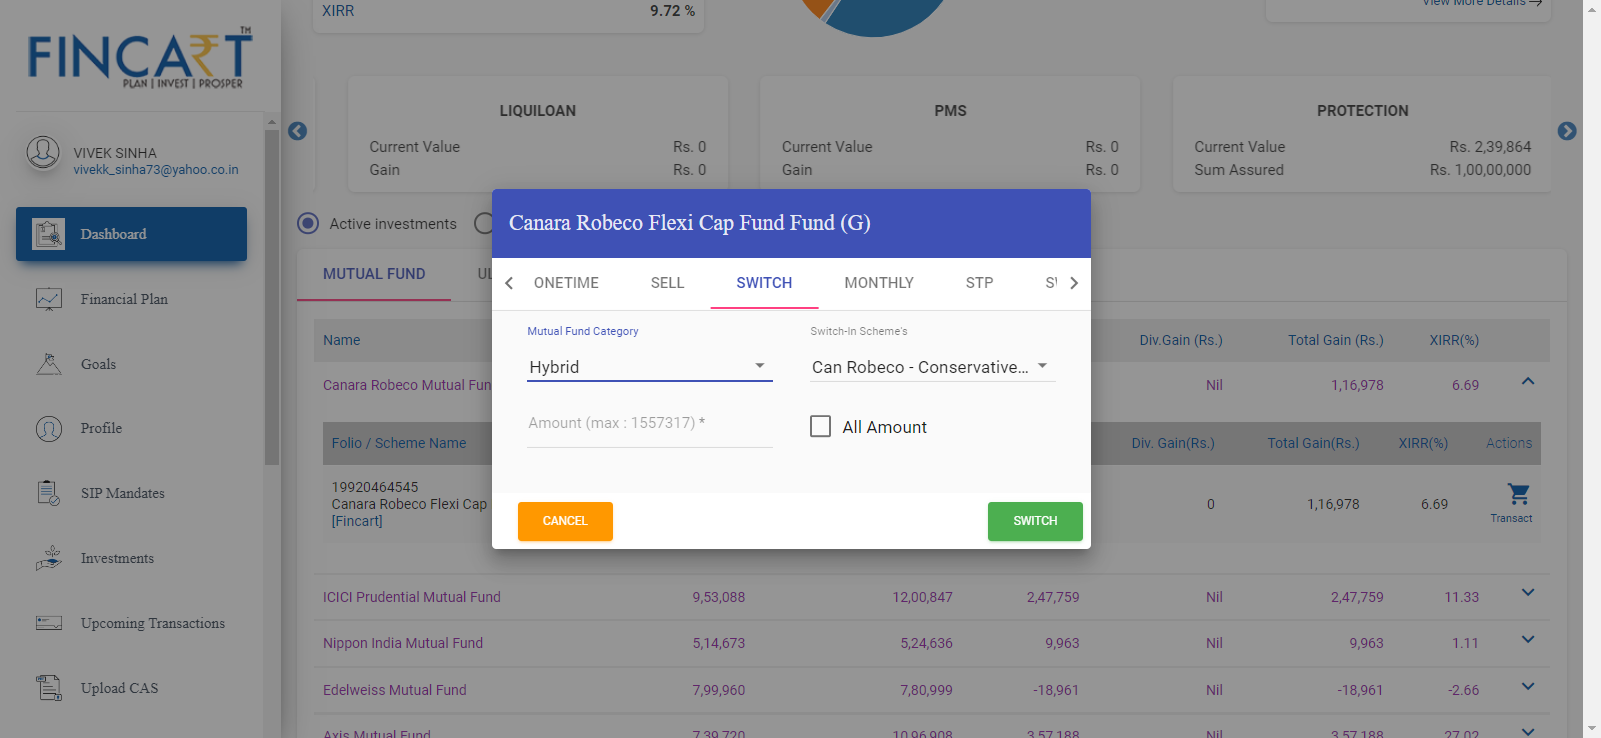 FINCART™
PLAN | INVEST | PROSPER
VIVEK SINHA
vivekk_sinha73@yahoo.co.in
Dashboard
Financial Plan
Goals
Profile
SIP Mandates
Investments
Upcoming Transactions
Upload CAS
XIRR 9.72 %
View More Details →
LIQUILOAN
Current Value Rs. 0
Gain Rs. 0
PMS
Current Value Rs. 0
Gain Rs. 0
PROTECTION
Current Value Rs. 2,39,864
Sum Assured Rs. 1,00,00,000
Active investments
MUTUAL FUND
Name Div.Gain (Rs.) Total Gain (Rs.) XIRR(%)
Canara Robeco Mutual Fun Nil 1,16,978 6.69
Folio / Scheme Name Div. Gain(Rs.) Total Gain(Rs.) XIRR(%) Actions
19920464545
Canara Robeco Flexi Cap 0 1,16,978 6.69
[Fincart]
Transact
ICICI Prudential Mutual Fund 9,53,088 12,00,847 2,47,759 Nil 2,47,759 11.33
Nippon India Mutual Fund 5,14,673 5,24,636 9,963 Nil 9,963 1.11
Edelweiss Mutual Fund 7,99,960 7,80,999 -18,961 Nil -18,961 -2.66
Axis Mutual Fund 7,39,720 10,96,908 3,57,188 Nil 3,57,188 27.02
Canara Robeco Flexi Cap Fund Fund (G)
ONETIME SELL SWITCH MONTHLY STP
Mutual Fund Category
Hybrid
Switch-In Scheme's
Can Robeco - Conservative...
Amount (max : 1557317) *
All Amount
CANCEL
SWITCH